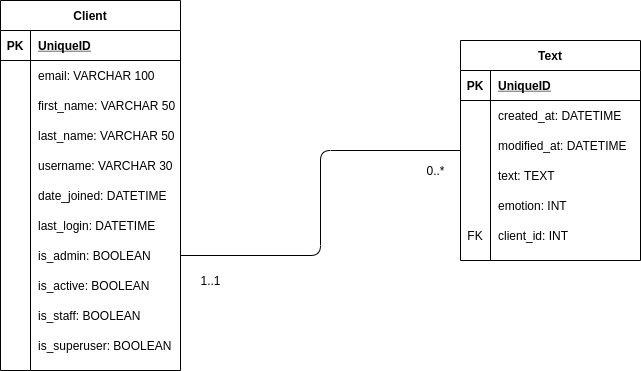 Client
PK UniqueID
email: VARCHAR 100
first_name: VARCHAR 50
last_name: VARCHAR 50
username: VARCHAR 30
date_joined: DATETIME
last_login: DATETIME
is_admin: BOOLEAN
is_active: BOOLEAN
is_staff: BOOLEAN
is_superuser: BOOLEAN
1..1
0..*
Text
PK UniqueID
created_at: DATETIME
modified_at: DATETIME
text: TEXT
emotion: INT
FK client_id: INT